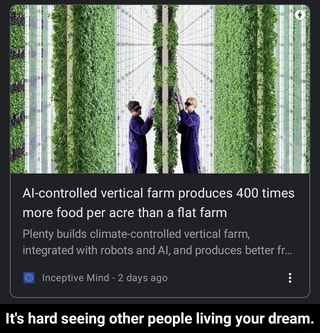 AI-controlled vertical farm produces 400 times
more food per acre than a flat farm
Plenty builds climate-controlled vertical farm,
integrated with robots and AI, and produces better fr...
Inceptive Mind - 2 days ago
It's hard seeing other people living your dream.